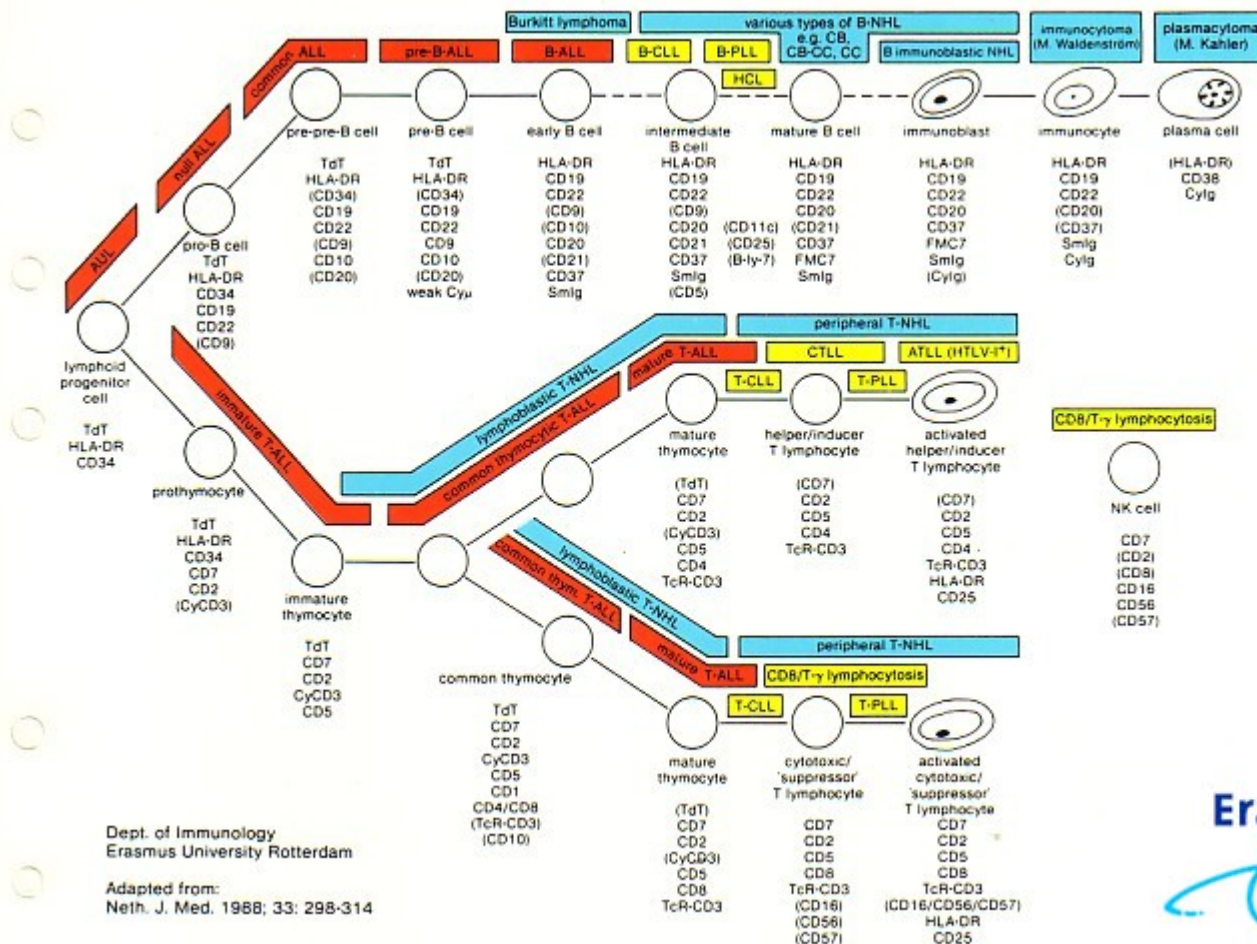 Burkitt lymphoma
various types of B-NHL
e.g. CB,
CB-CC, CC
immunocytoma
(M. Waldenström)
plasmacytoma
(M. Kahler)
common ALL
pre-B-ALL
B-ALL
B-CLL
B-PLL
HCL
B immunoblastic NHL
null ALL
AUL
pre-pre-B cell
TdT
HLA-DR
(CD34)
CD19
CD22
(CD9)
CD10
(CD20)
pre-B cell
TdT
HLA-DR
(CD34)
CD19
CD22
CD9
CD10
(CD20)
weak Cyμ
early B cell
HLA-DR
CD19
CD22
(CD9)
(CD10)
CD20
(CD21)
CD37
SmIg
intermediate
B cell
HLA-DR
CD19
CD22
(CD9)
CD20
CD21
CD37
SmIg
(CD5)
(CD11c)
(CD25)
(B-ly-7)
mature B cell
HLA-DR
CD19
CD22
CD20
(CD21)
CD37
FMC7
SmIg
immunoblast
HLA-DR
CD19
CD22
CD20
CD37
FMC7
SmIg
(CyIg)
immunocyte
HLA-DR
CD19
CD22
(CD20)
(CD37)
SmIg
CyIg
plasma cell
(HLA-DR)
CD38
CyIg
pro-B cell
TdT
HLA-DR
CD34
CD19
CD22
(CD9)
lymphoid
progenitor
cell
TdT
HLA-DR
CD34
immature T-ALL
lymphoblastic T-NHL
common thymocytic T-ALL
mature T-ALL
peripheral T-NHL
CTLL
ATLL (HTLV-I⁺)
T-CLL
T-PLL
prothymocyte
TdT
HLA-DR
CD34
CD7
CD2
(CyCD3)
immature
thymocyte
TdT
CD7
CD2
CyCD3
CD5
mature
thymocyte
(TdT)
CD7
CD2
(CyCD3)
CD5
CD4
TcR-CD3
helper/inducer
T lymphocyte
(CD7)
CD2
CD5
CD4
TcR-CD3
activated
helper/inducer
T lymphocyte
(CD7)
CD2
CD5
CD4
TcR-CD3
HLA-DR
CD25
CD8/T-γ lymphocytosis
NK cell
CD7
(CD2)
(CD8)
CD16
CD56
(CD57)
lymphoblastic T-NHL
common thym. T-ALL
mature T-ALL
peripheral T-NHL
CD8/T-γ lymphocytosis
T-CLL
T-PLL
common thymocyte
TdT
CD7
CD2
CyCD3
CD5
CD1
CD4/CD8
(TcR-CD3)
(CD10)
mature
thymocyte
(TdT)
CD7
CD2
(CyCD3)
CD5
CD8
TcR-CD3
cytotoxic/
'suppressor'
T lymphocyte
CD7
CD2
CD5
CD8
TcR-CD3
(CD16)
(CD56)
(CD57)
activated
cytotoxic/
'suppressor'
T lymphocyte
CD7
CD2
CD5
CD8
TcR-CD3
(CD16/CD56/CD57)
HLA-DR
CD25
Dept. of Immunology
Erasmus University Rotterdam
Adapted from:
Neth. J. Med. 1988; 33: 298-314